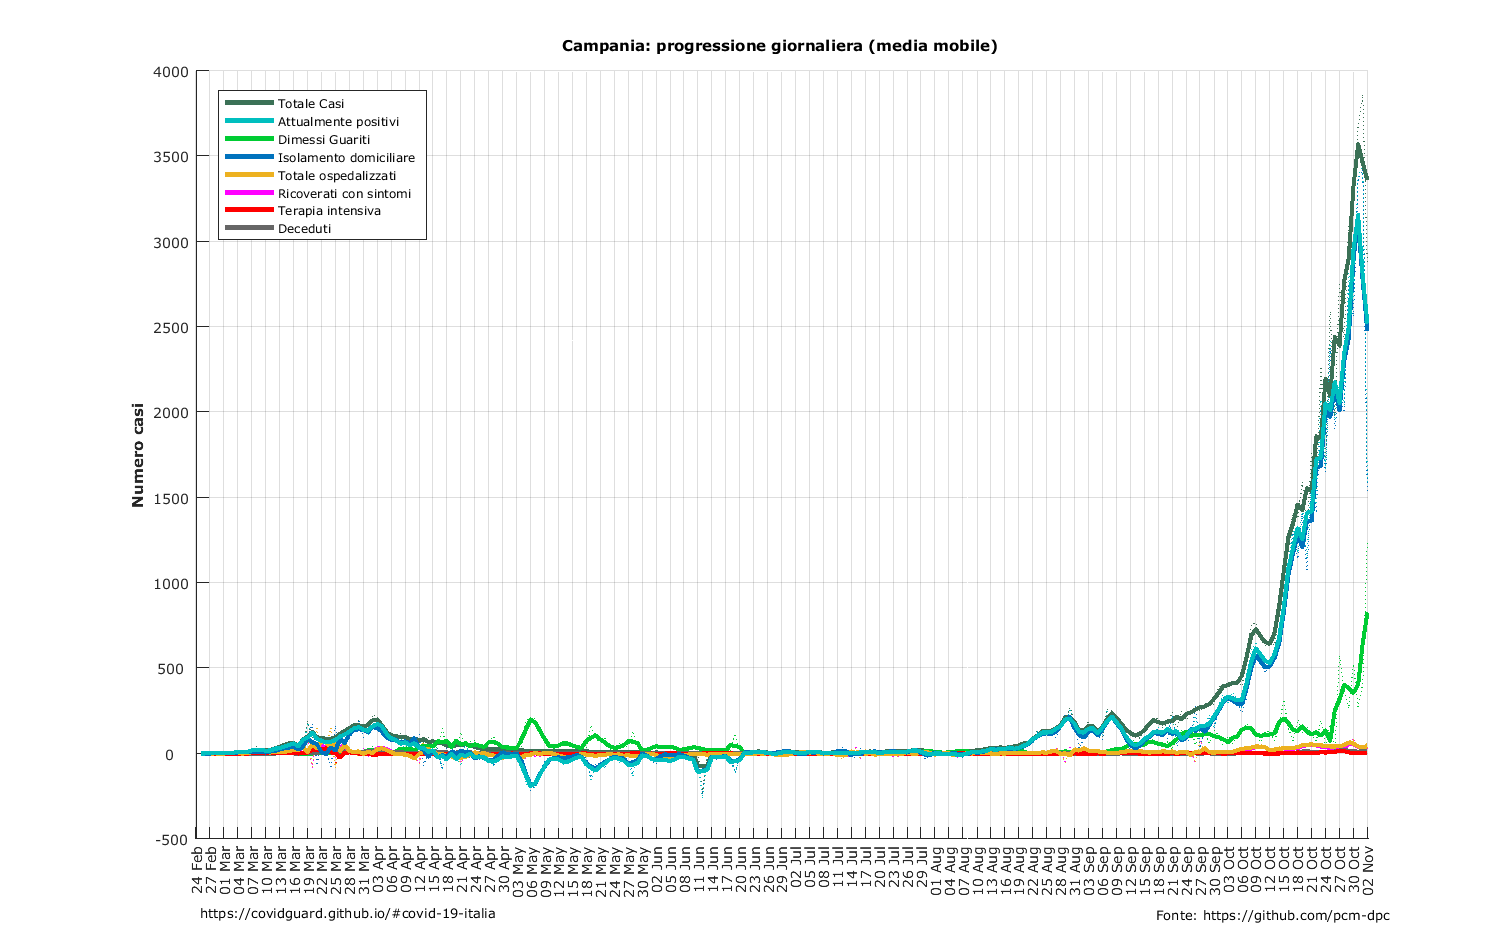 Campania: progressione giornaliera (media mobile)
4000
3500
3000
2500
2000
1500
1000
500
0
-500
Numero casi
Totale Casi
Attualmente positivi
Dimessi Guariti
Isolamento domiciliare
Totale ospedalizzati
Ricoverati con sintomi
Terapia intensiva
Deceduti
24 Feb
27 Feb
01 Mar
04 Mar
07 Mar
10 Mar
13 Mar
16 Mar
19 Mar
22 Mar
25 Mar
28 Mar
31 Mar
03 Apr
06 Apr
09 Apr
12 Apr
15 Apr
18 Apr
21 Apr
24 Apr
27 Apr
30 Apr
03 May
06 May
09 May
12 May
15 May
18 May
21 May
24 May
27 May
30 May
02 Jun
05 Jun
08 Jun
11 Jun
14 Jun
17 Jun
20 Jun
23 Jun
26 Jun
29 Jun
02 Jul
05 Jul
08 Jul
11 Jul
14 Jul
17 Jul
20 Jul
23 Jul
26 Jul
29 Jul
01 Aug
04 Aug
07 Aug
10 Aug
13 Aug
16 Aug
19 Aug
22 Aug
25 Aug
28 Aug
31 Aug
03 Sep
06 Sep
09 Sep
12 Sep
15 Sep
18 Sep
21 Sep
24 Sep
27 Sep
30 Sep
03 Oct
06 Oct
09 Oct
12 Oct
15 Oct
18 Oct
21 Oct
24 Oct
27 Oct
30 Oct
02 Nov
https://covidguard.github.io/#covid-19-italia
Fonte: https://github.com/pcm-dpc